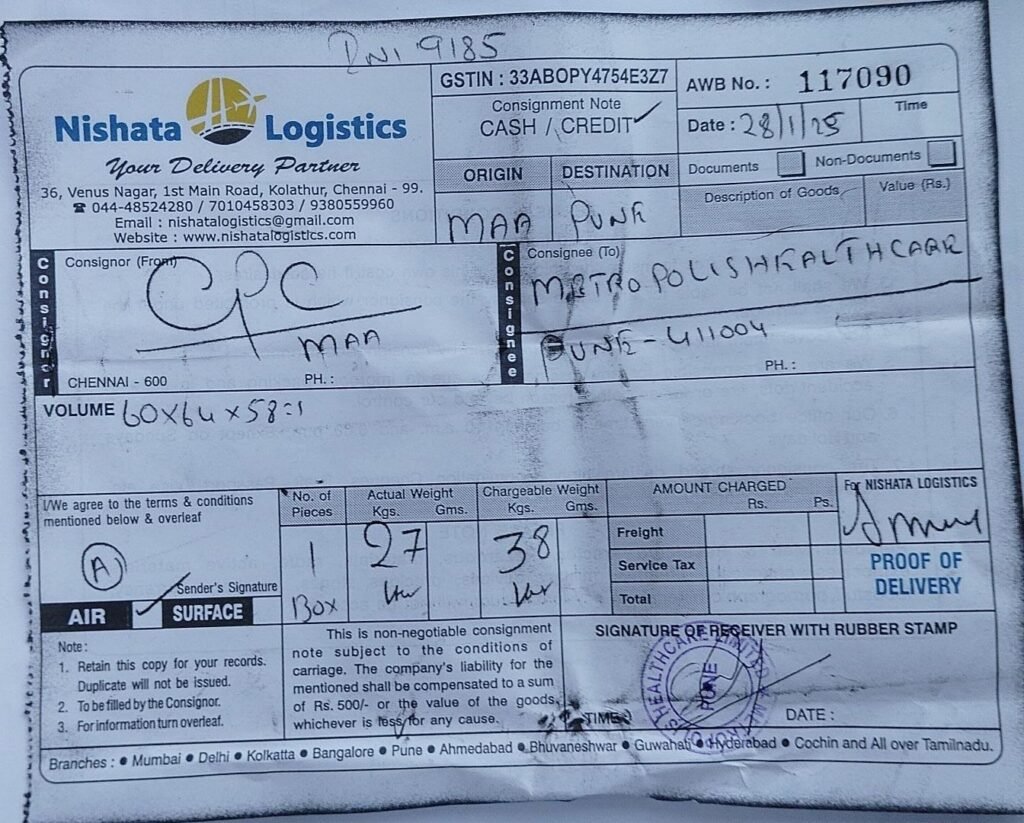 9185
Nishata Logistics
Your Delivery Partner
36, Venus Nagar, 1st Main Road, Kolathur, Chennai - 99.
☎ 044-48524280 / 7010458303 / 9380559960
Email : nishatalogistics@gmail.com
Website : www.nishatalogistics.com
GSTIN : 33ABOPY4754E3Z7
Consignment Note
CASH / CREDIT ✓
AWB No. : 117090
Date : 28/1/25
Time
ORIGIN DESTINATION
MAA PUNE
Documents Non-Documents
Description of Goods Value (Rs.)
Consignor
Consignor (From)
CPC
MAA
CHENNAI - 600 PH. :
Consignee
Consignee (To)
METROPOLISHEALTHCARE
PUNE - 411004
PH. :
VOLUME 60x64x58=1
I/We agree to the terms & conditions
mentioned below & overleaf
A
Sender's Signature
AIR ✓ SURFACE
No. of
Pieces
1
Box
Actual Weight
Kgs. Gms.
27
Chargeable Weight
Kgs. Gms.
38
AMOUNT CHARGED
Rs. Ps.
Freight
Service Tax
Total
For NISHATA LOGISTICS
PROOF OF
DELIVERY
Note :
1. Retain this copy for your records.
Duplicate will not be issued.
2. To be filled by the Consignor.
3. For information turn overleaf.
This is non-negotiable consignment
note subject to the conditions of
carriage. The company's liability for the
mentioned shall be compensated to a sum
of Rs. 500/- or the value of the goods,
whichever is less for any cause.
SIGNATURE OF RECEIVER WITH RUBBER STAMP
HEALTHCARE LIMITED
PUNE
TIME :
DATE :
Branches : ● Mumbai ● Delhi ● Kolkatta ● Bangalore ● Pune ● Ahmedabad ● Bhuvaneshwar ● Guwahati ● Hyderabad ● Cochin and All over Tamilnadu.